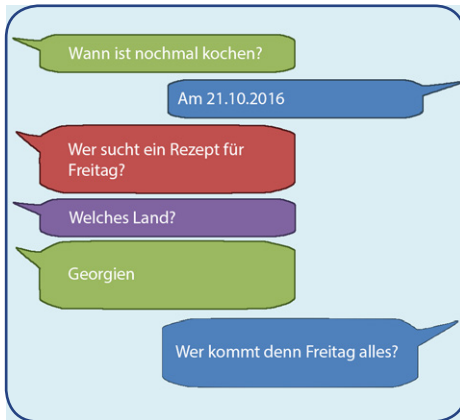 Wann ist nochmal kochen?
Am 21.10.2016
Wer sucht ein Rezept für
Freitag?
Welches Land?
Georgien
Wer kommt denn Freitag alles?